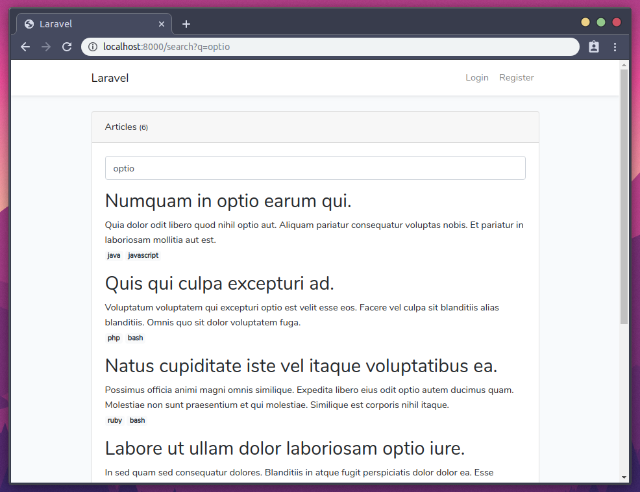 Laravel
localhost:8000/search?q=optio
Laravel
Login Register
Articles (6)
optio
Numquam in optio earum qui.
Quia dolor odit libero quod nihil optio aut. Aliquam pariatur consequatur voluptas nobis. Et pariatur in
laboriosam mollitia aut est.
java javascript
Quis qui culpa excepturi ad.
Voluptatum voluptatem qui excepturi optio est velit esse eos. Facere vel culpa sit blanditiis alias
blanditiis. Omnis quo sit dolor voluptatem fuga.
php bash
Natus cupiditate iste vel itaque voluptatibus ea.
Possimus officia animi magni omnis similique. Expedita libero eius odit optio autem ducimus quam.
Molestiae non sunt praesentium et qui molestiae. Similique est corporis nihil itaque.
ruby bash
Labore ut ullam dolor laboriosam optio iure.
In sed quam sed consequatur dolores. Blanditiis in atque fugit perspiciatis dolor dolor ea. Esse